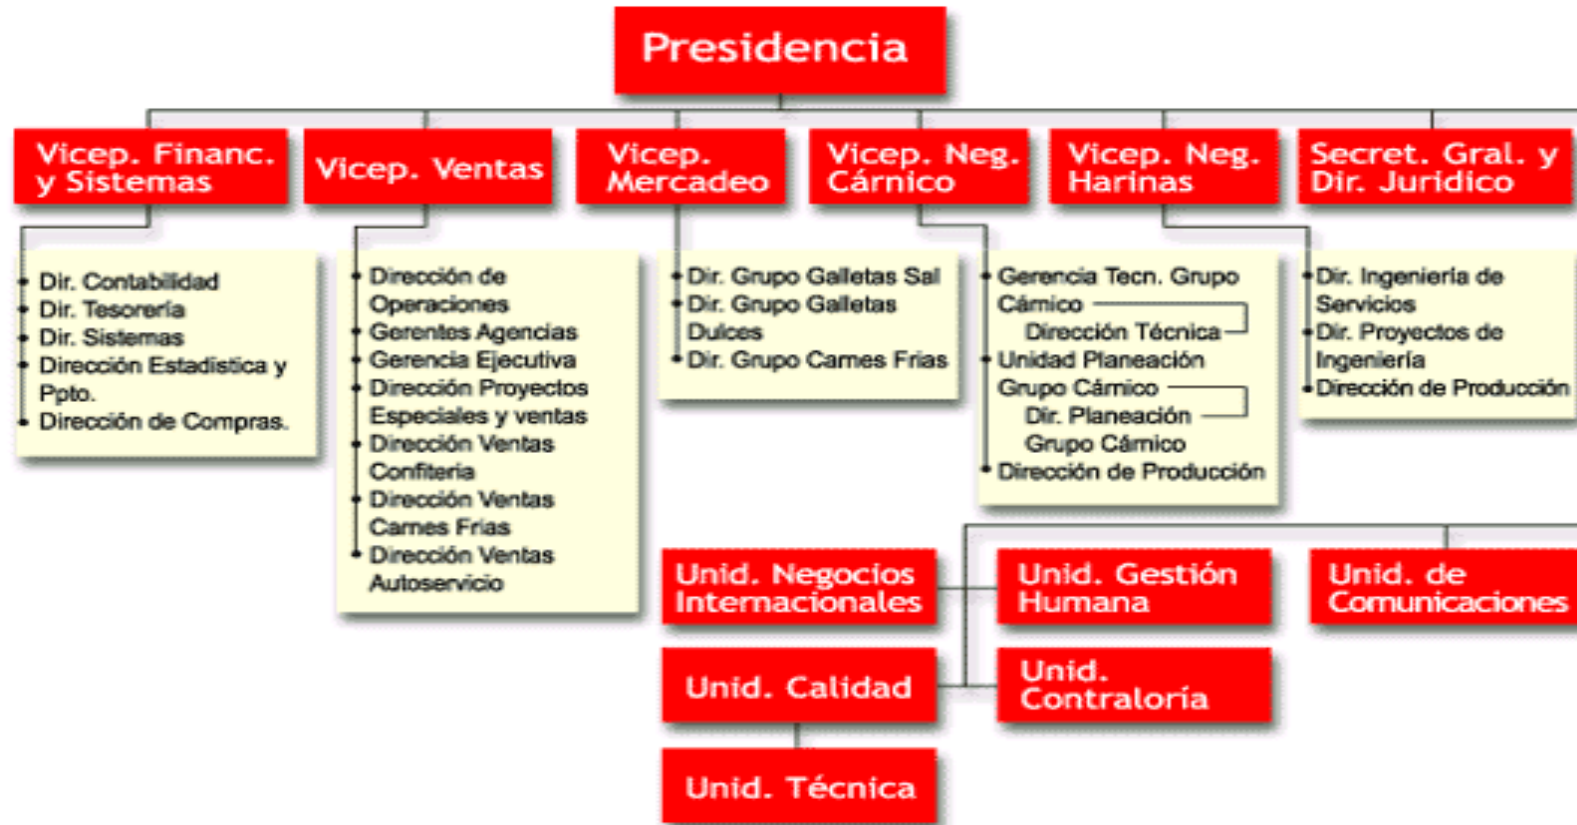 Presidencia
Vicep. Financ.
y Sistemas
Vicep. Ventas
Vicep.
Mercadeo
Vicep. Neg.
Cárnico
Vicep. Neg.
Harinas
Secret. Gral. y
Dir. Juridico
Dir. Contabilidad
Dir. Tesorería
Dir. Sistemas
Dirección Estadistica y
Ppto.
Dirección de Compras.
Dirección de
Operaciones
Gerentes Agencias
Gerencia Ejecutiva
Dirección Proyectos
Especiales y ventas
Dirección Ventas
Confiteria
Dirección Ventas
Carnes Frias
Dirección Ventas
Autoservicio
Dir. Grupo Galletas Sal
Dir. Grupo Galletas
Dulces
Dir. Grupo Carnes Frias
Gerencia Tecn. Grupo
Cárnico
Dirección Técnica
Unidad Planeación
Grupo Cárnico
Dir. Planeación
Grupo Cárnico
Dirección de Producción
Dir. Ingeniería de
Servicios
Dir. Proyectos de
Ingeniería
Dirección de Producción
Unid. Negocios
Internacionales
Unid. Gestión
Humana
Unid. de
Comunicaciones
Unid. Calidad
Unid.
Contraloría
Unid. Técnica